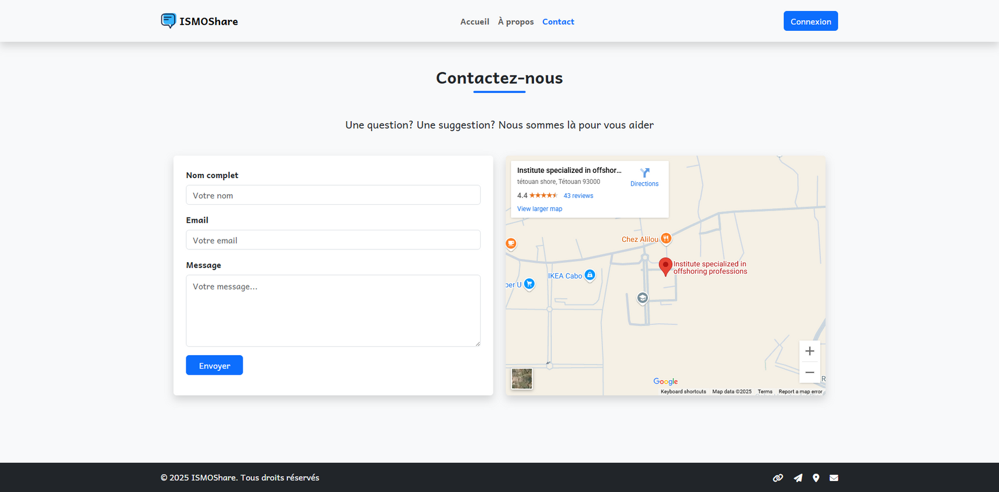 ISMOShare
Accueil
À propos
Contact
Connexion
Contactez-nous
Une question? Une suggestion? Nous sommes là pour vous aider
Nom complet
Votre nom
Email
Votre email
Message
Votre message...
Envoyer
Institute specialized in offshor...
tétouan shore, Tétouan 93000
4.4
43 reviews
View larger map
Directions
Chez Alilou
Institute specialized in
offshoring professions
IKEA Cabo
per U
R
Google
Keyboard shortcuts
Map data ©2025
Terms
Report a map error
© 2025 ISMOShare. Tous droits réservés